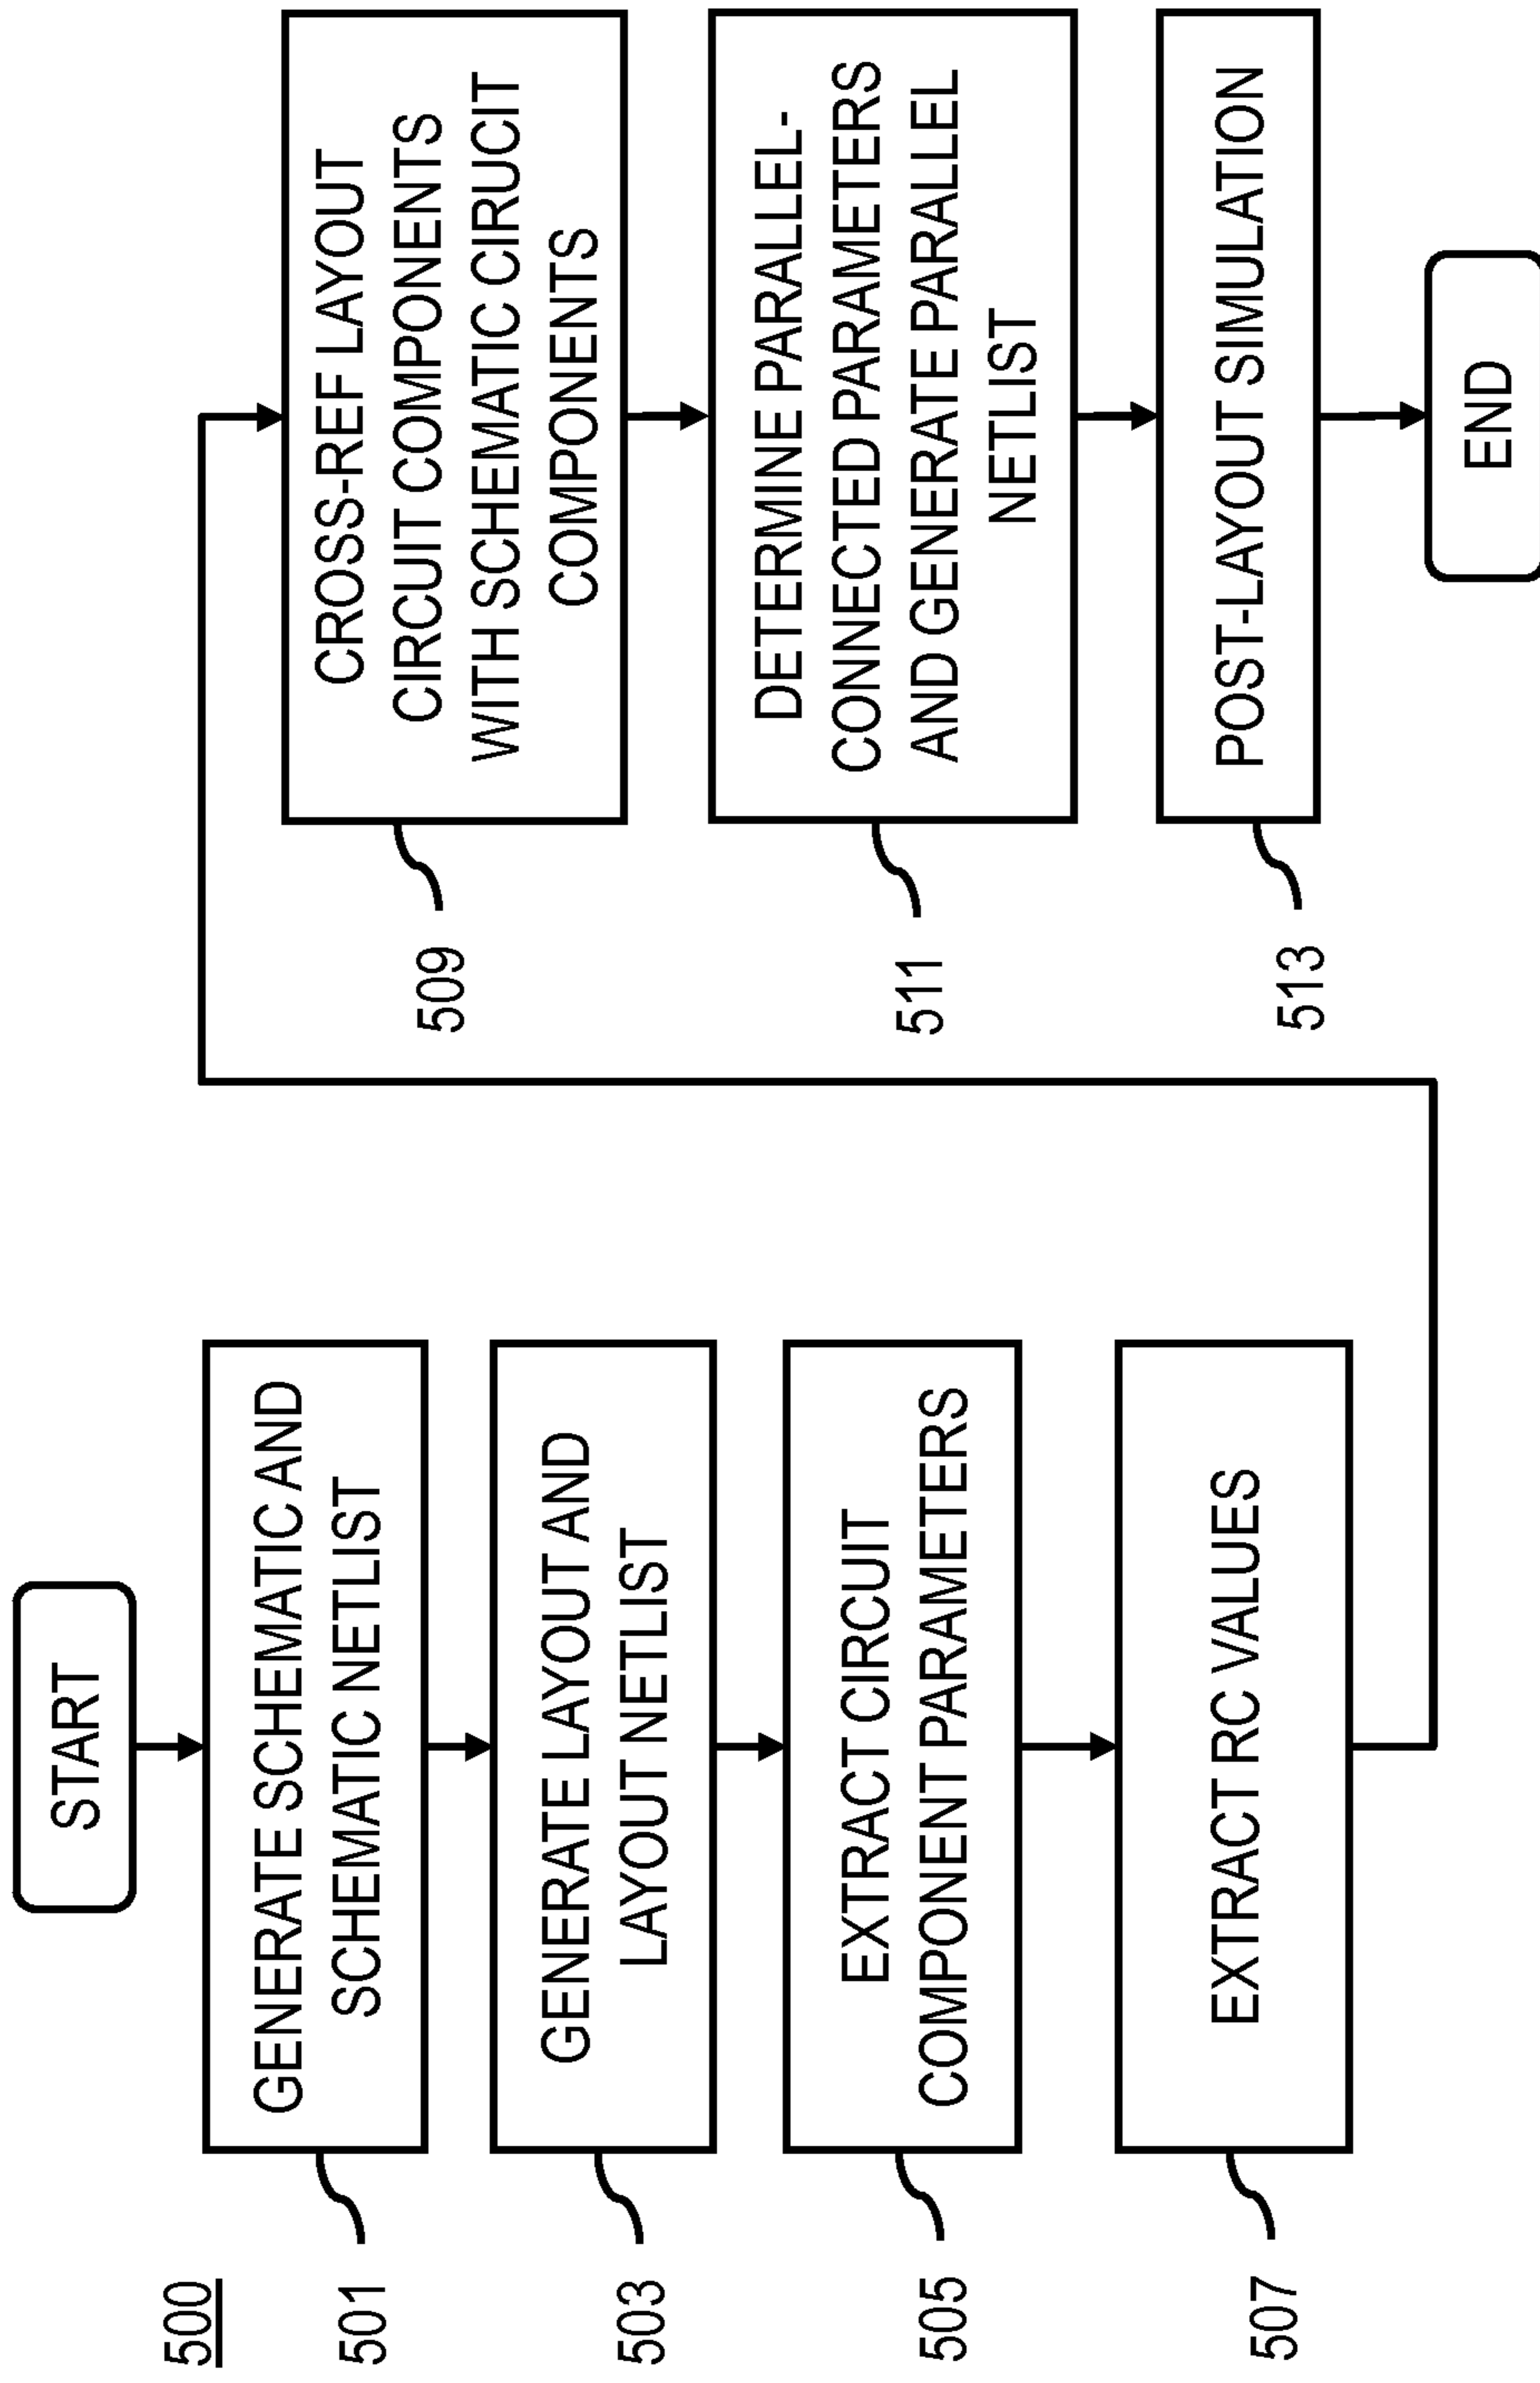 500
START
501
GENERATE SCHEMATIC AND
SCHEMATIC NETLIST
503
GENERATE LAYOUT AND
LAYOUT NETLIST
505
EXTRACT CIRCUIT
COMPONENT PARAMETERS
507
EXTRACT RC VALUES
509
CROSS-REF LAYOUT
CIRCUIT COMPONENTS
WITH SCHEMATIC CIRUCIT
COMPONENTS
511
DETERMINE PARALLEL-
CONNECTED PARAMETERS
AND GENERATE PARALLEL
NETLIST
513
POST-LAYOUT SIMULATION
END